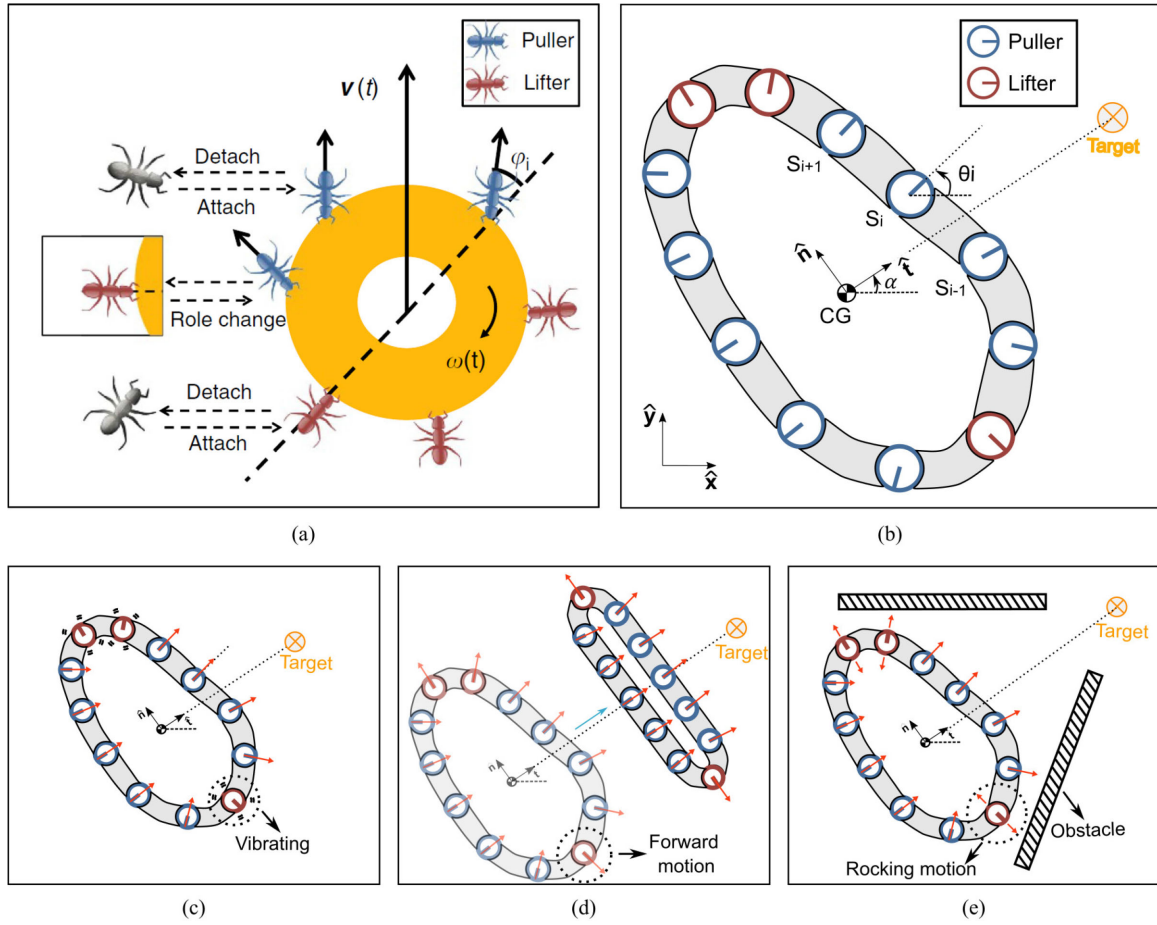 Puller
Lifter
v(t)
φi
Detach
Attach
Role change
ω(t)
Detach
Attach
(a)
Puller
Lifter
Target
Si+1
θi
Si
n̂
t̂
α
Si-1
CG
ŷ
x̂
(b)
Target
n̂
t̂
Vibrating
(c)
Target
n
t
Forward
motion
(d)
Target
n
t
Obstacle
Rocking motion
(e)